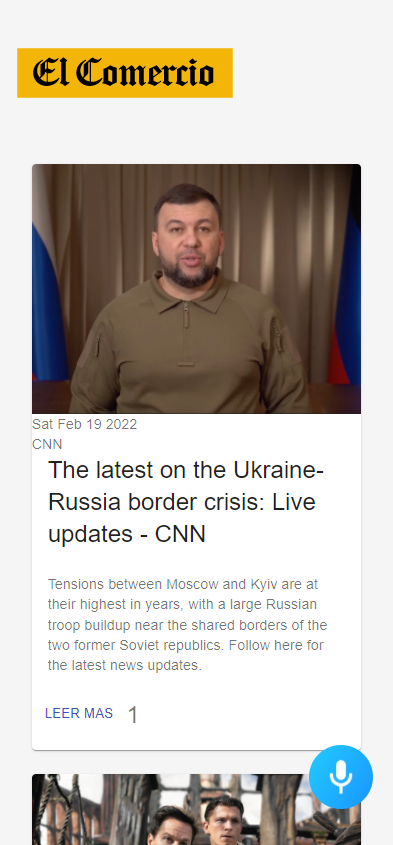 El Comercio
Sat Feb 19 2022
CNN
The latest on the Ukraine-
Russia border crisis: Live
updates - CNN
Tensions between Moscow and Kyiv are at
their highest in years, with a large Russian
troop buildup near the shared borders of the
two former Soviet republics. Follow here for
the latest news updates.
LEER MAS 1